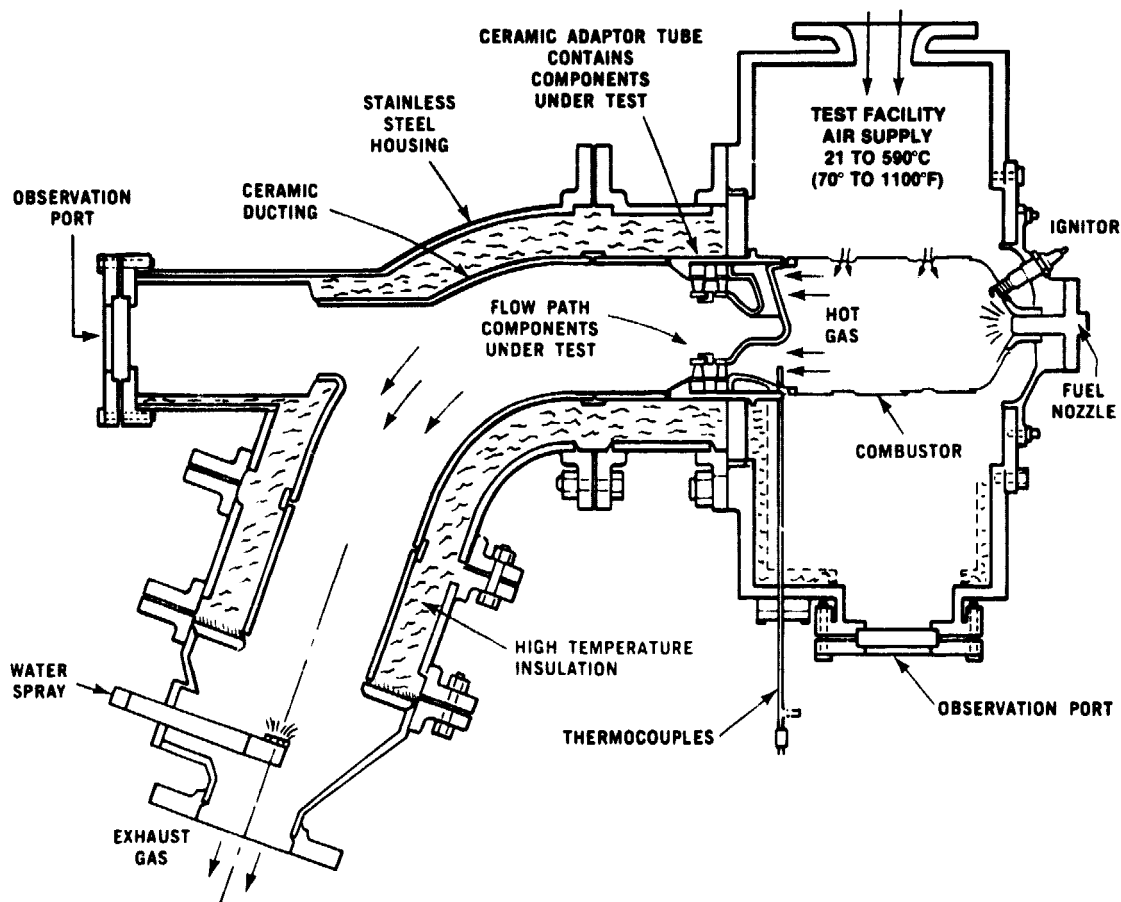 CERAMIC ADAPTOR TUBE
CONTAINS
COMPONENTS
UNDER TEST
STAINLESS
STEEL
HOUSING
TEST FACILITY
AIR SUPPLY
21 TO 590°C
(70° TO 1100°F)
OBSERVATION
PORT
CERAMIC
DUCTING
IGNITOR
FLOW PATH
COMPONENTS
UNDER TEST
HOT
GAS
FUEL
NOZZLE
COMBUSTOR
HIGH TEMPERATURE
INSULATION
WATER
SPRAY
THERMOCOUPLES
OBSERVATION PORT
EXHAUST
GAS